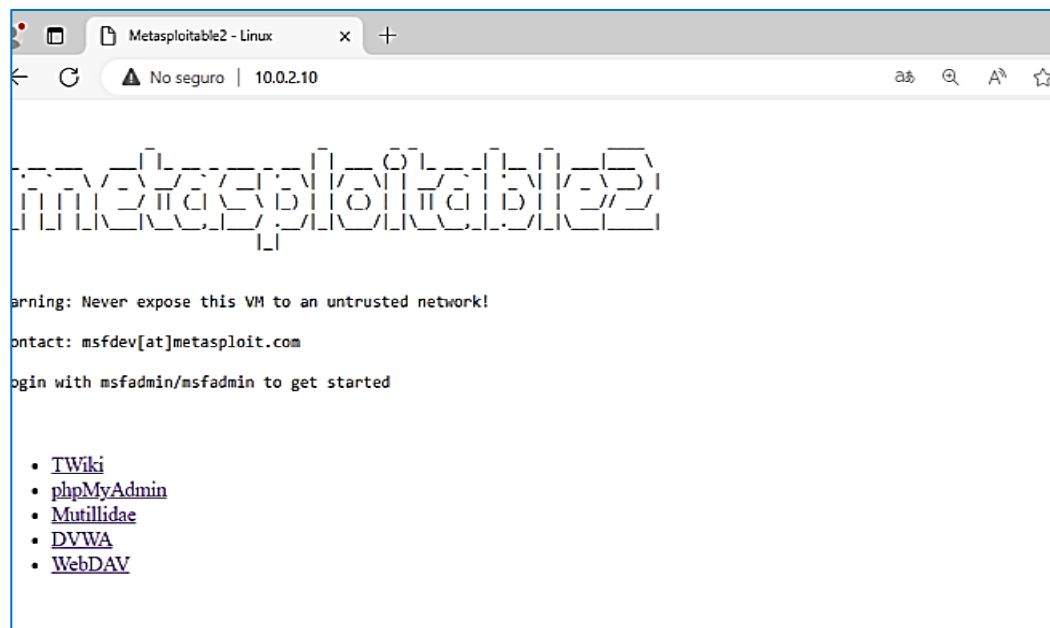 Metasploitable2 - Linux
No seguro | 10.0.2.10
metasploitable2
arning: Never expose this VM to an untrusted network!
ontact: msfdev[at]metasploit.com
ogin with msfadmin/msfadmin to get started
TWiki
phpMyAdmin
Mutillidae
DVWA
WebDAV